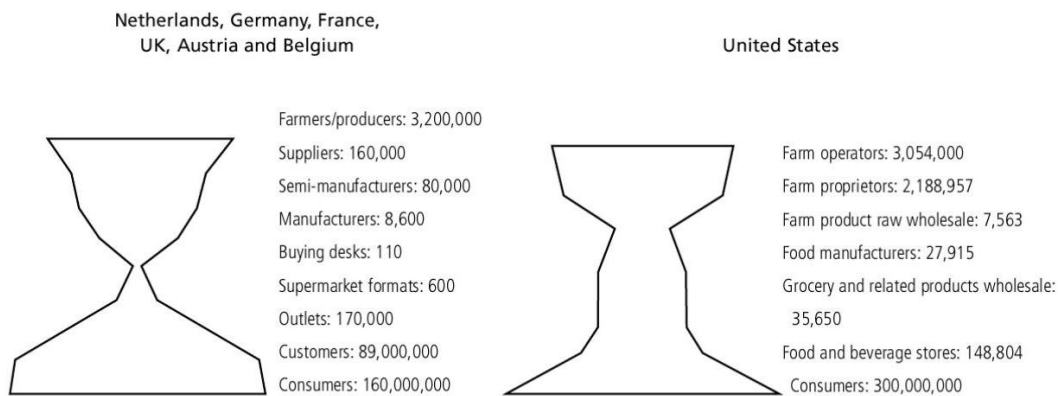 Netherlands, Germany, France,
UK, Austria and Belgium
Farmers/producers: 3,200,000
Suppliers: 160,000
Semi-manufacturers: 80,000
Manufacturers: 8,600
Buying desks: 110
Supermarket formats: 600
Outlets: 170,000
Customers: 89,000,000
Consumers: 160,000,000
United States
Farm operators: 3,054,000
Farm proprietors: 2,188,957
Farm product raw wholesale: 7,563
Food manufacturers: 27,915
Grocery and related products wholesale:
35,650
Food and beverage stores: 148,804
Consumers: 300,000,000